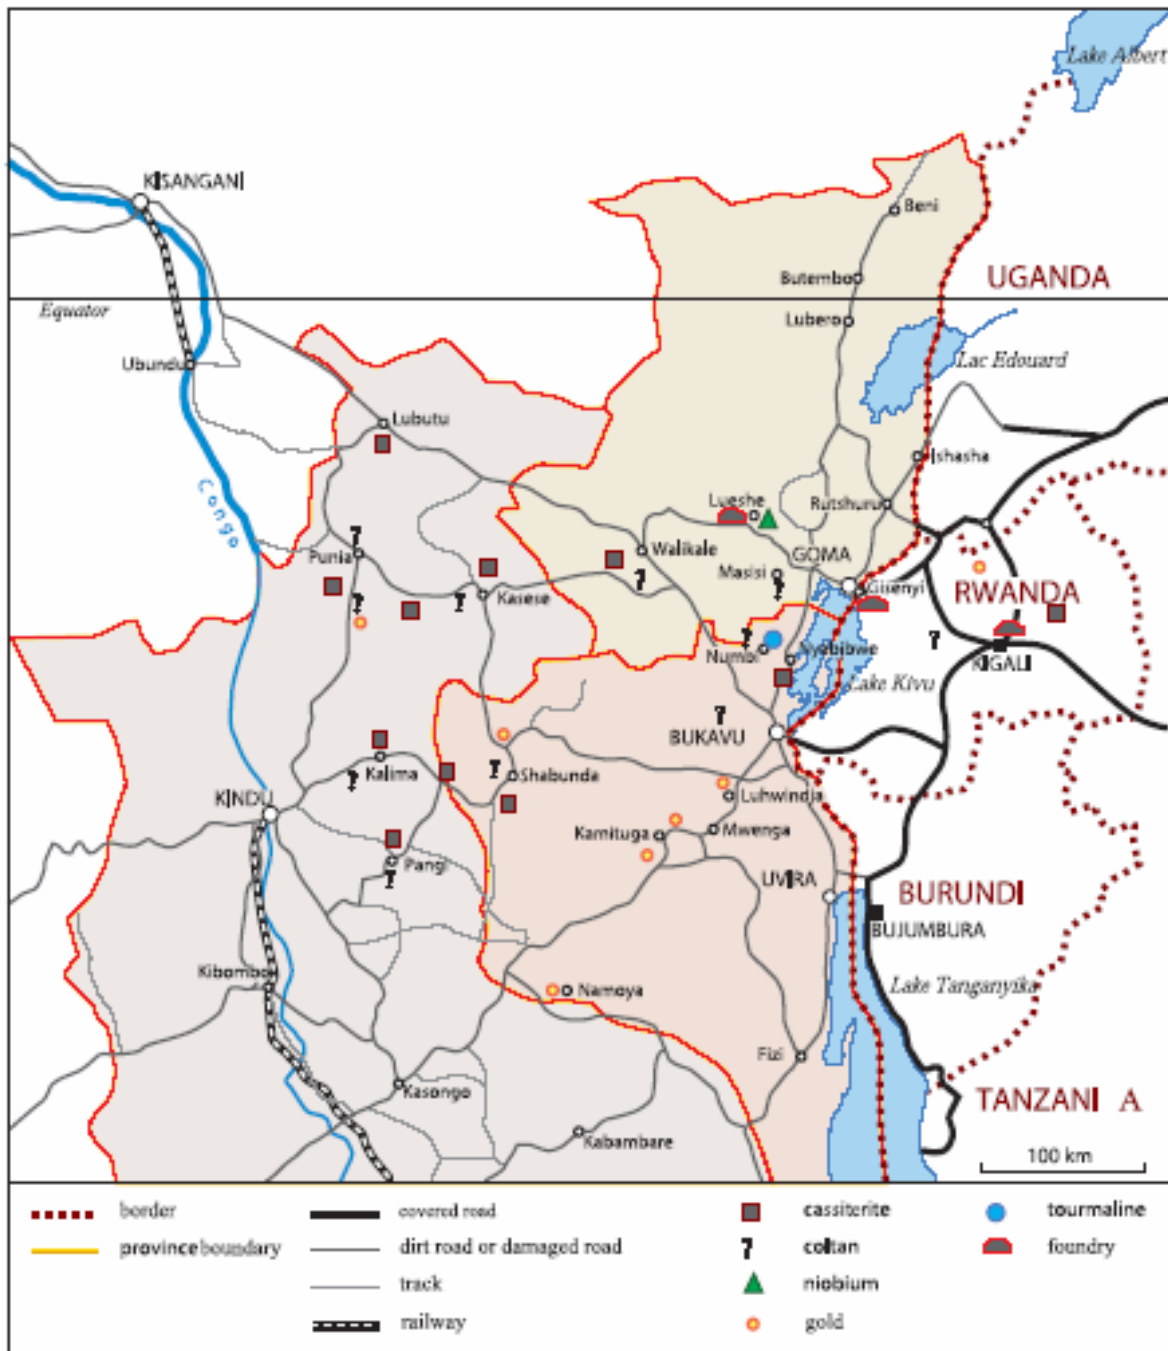 Lake Albert
KISANGANI
Beni
UGANDA
Butembo
Equator
Lubero
Ubundu
Lac Edouard
Lubutu
Ishasha
Congo
Lueshe
Rutshuru
Punia
Walikale
GOMA
Masisi
Gisenyi
Kasese
RWANDA
Numbi
Nyabibwe
KIGALI
Lake Kivu
BUKAVU
Kalima
Shabunda
KINDU
Luhwindja
Kamituga
Mwenga
Pangi
UVIRA
BURUNDI
BUJUMBURA
Kibombo
Namoya
Lake Tanganyika
Fizi
Kasongo
TANZANI A
Kabambare
100 km
border
covered road
cassiterite
tourmaline
province boundary
dirt road or damaged road
coltan
foundry
track
niobium
railway
gold